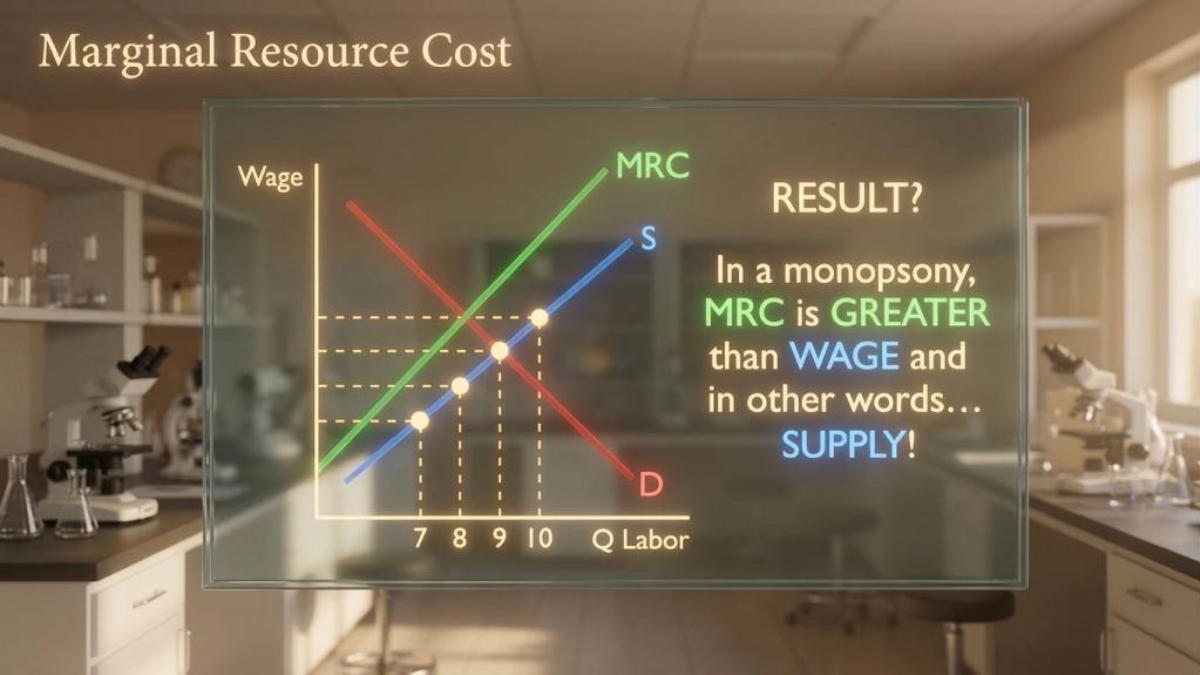 Marginal Resource Cost
Wage
MRC
S
D
7 8 9 10 Q Labor
RESULT?
In a monopsony,
MRC is GREATER
than WAGE and
in other words...
SUPPLY!